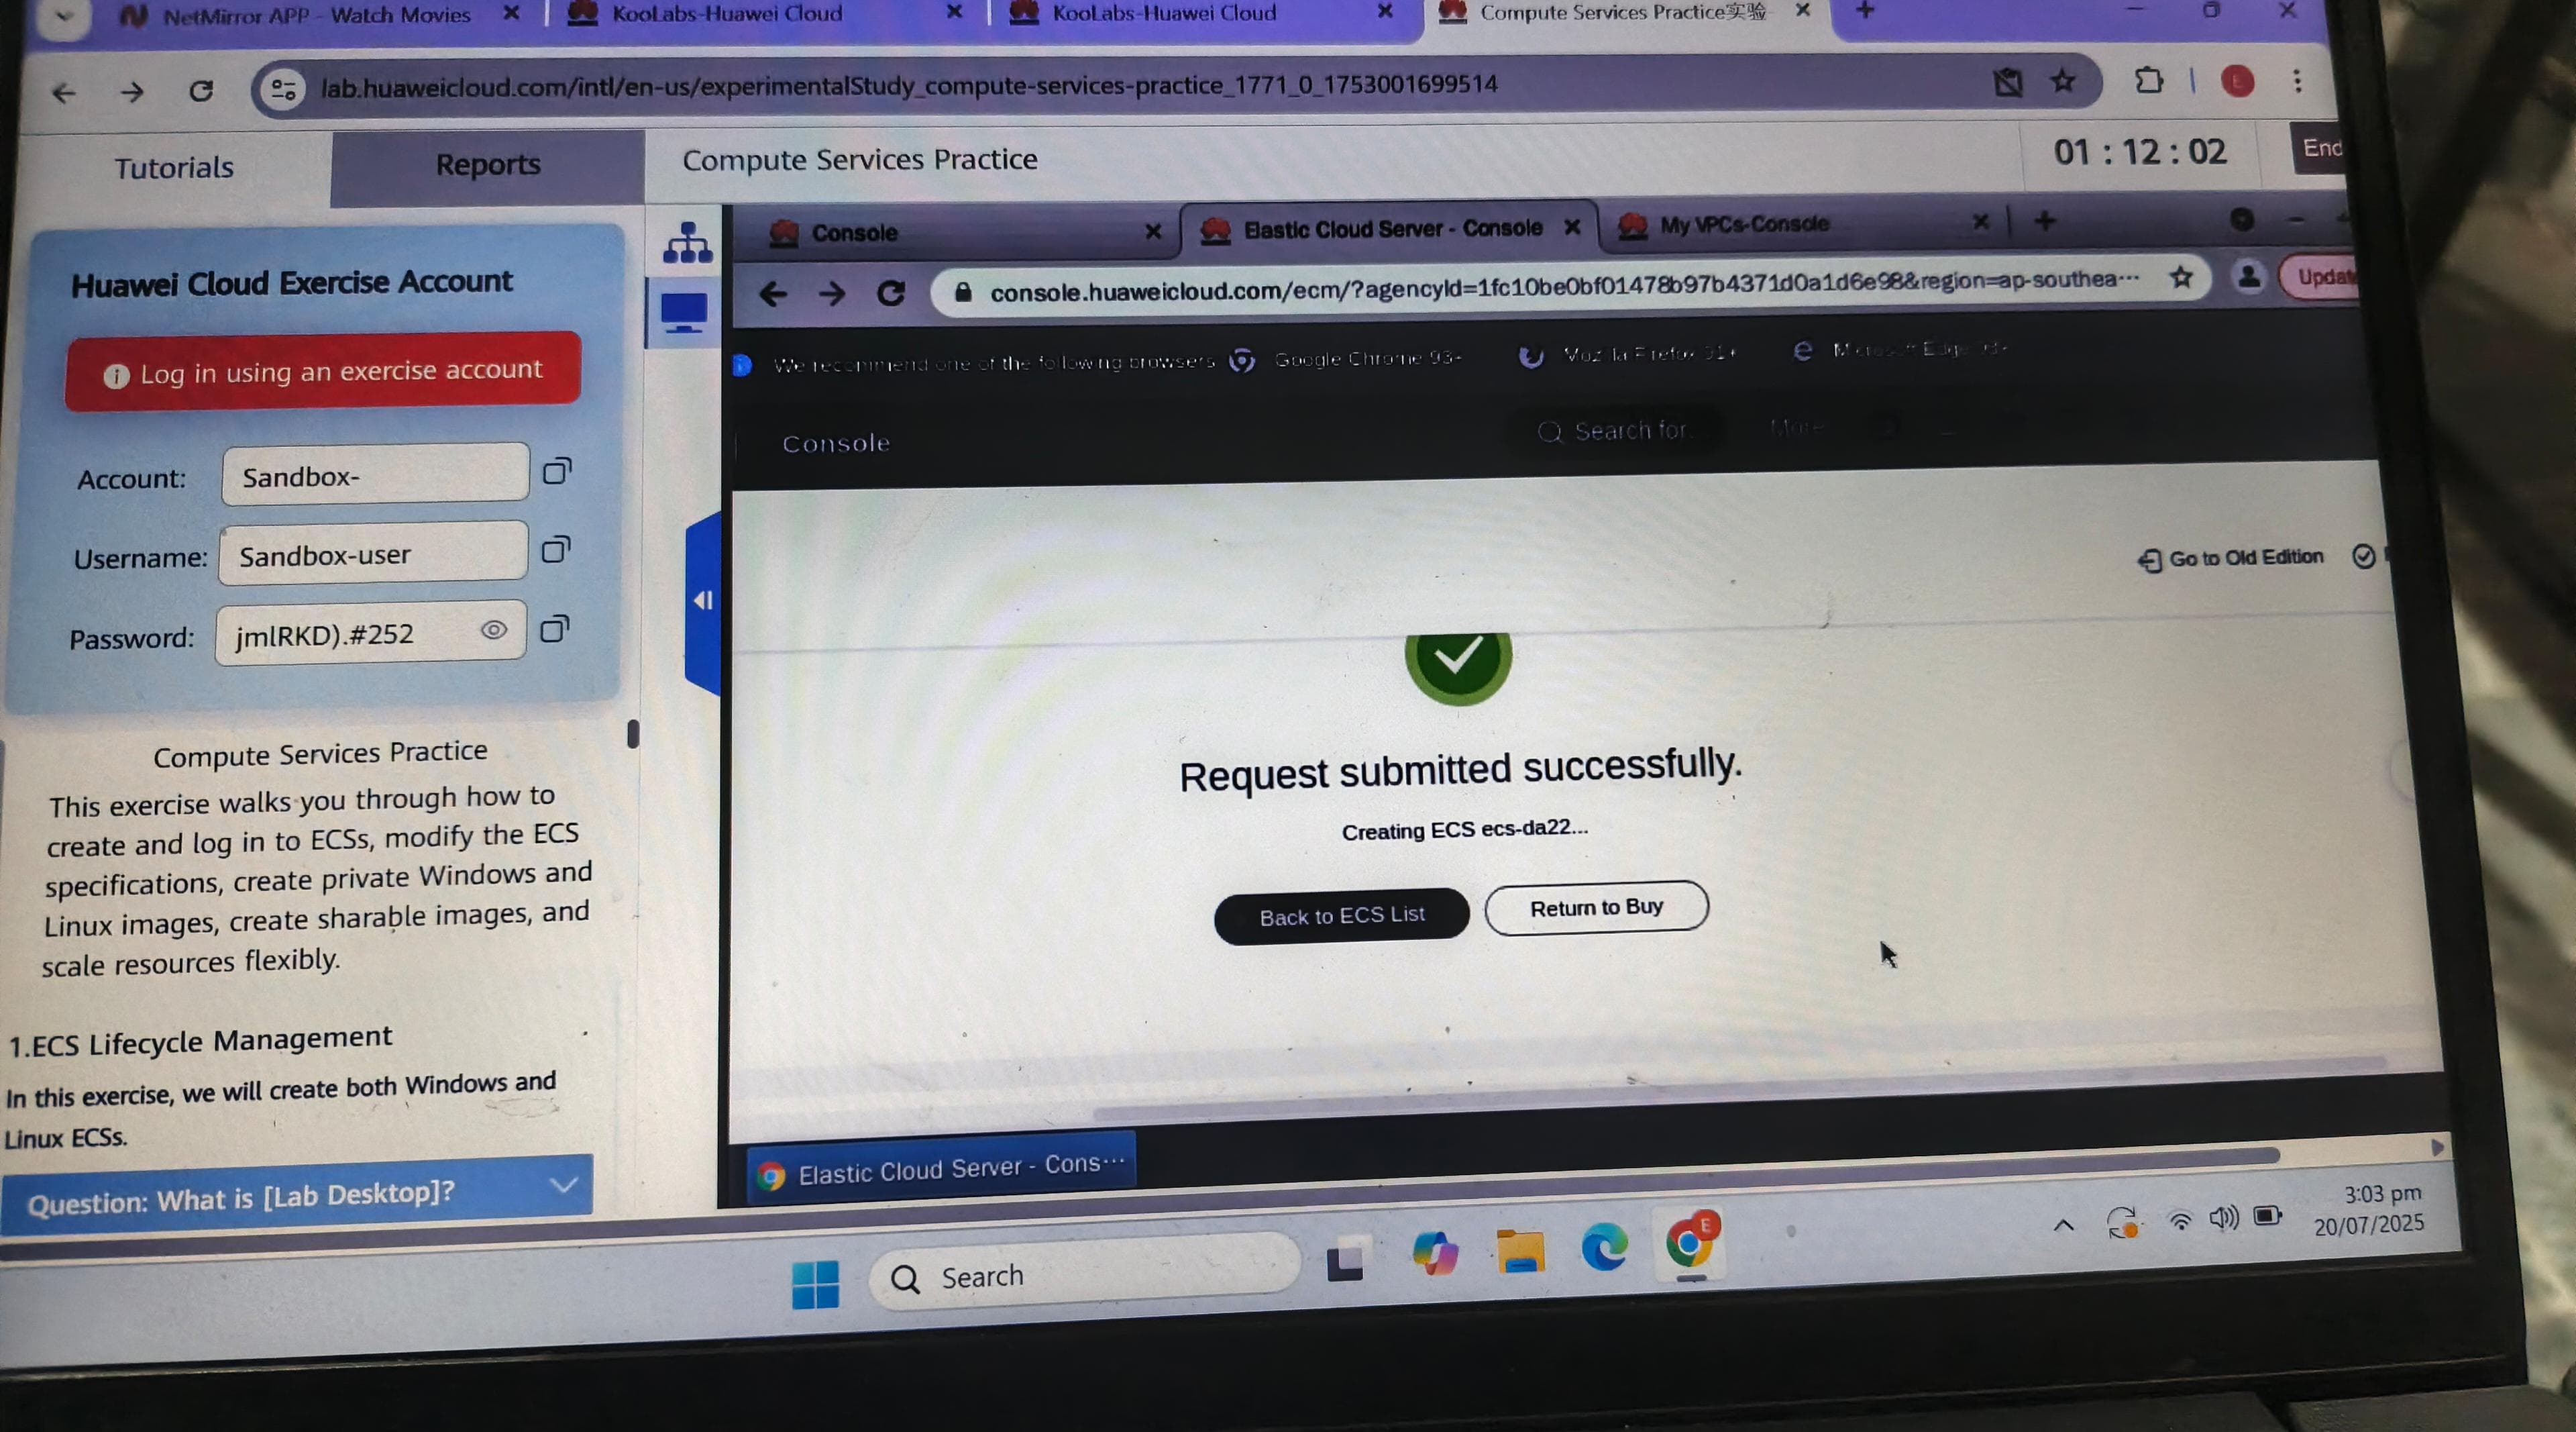 NetMirror APP - Watch Movies
KooLabs-Huawei Cloud
KooLabs-Huawei Cloud
Compute Services Practice实验
lab.huaweicloud.com/intl/en-us/experimentalStudy_compute-services-practice_1771_0_1753001699514
Tutorials
Reports
Compute Services Practice
01 : 12 : 02
End
Huawei Cloud Exercise Account
Log in using an exercise account
Account: Sandbox-
Username: Sandbox-user
Password: jmlRKD).#252
Compute Services Practice
This exercise walks you through how to
create and log in to ECSs, modify the ECS
specifications, create private Windows and
Linux images, create sharable images, and
scale resources flexibly.
1.ECS Lifecycle Management
In this exercise, we will create both Windows and
Linux ECSs.
Question: What is [Lab Desktop]?
Console
Elastic Cloud Server - Console
My VPCs-Console
console.huaweicloud.com/ecm/?agencyId=1fc10be0bf01478b97b4371d0a1d6e98&region=ap-southea···
Updat
We recommend one of the following browsers
Google Chrome 93+
Console
Search for
More
Go to Old Edition
Request submitted successfully.
Creating ECS ecs-da22...
Back to ECS List
Return to Buy
Elastic Cloud Server - Cons···
Search
E
3:03 pm
20/07/2025